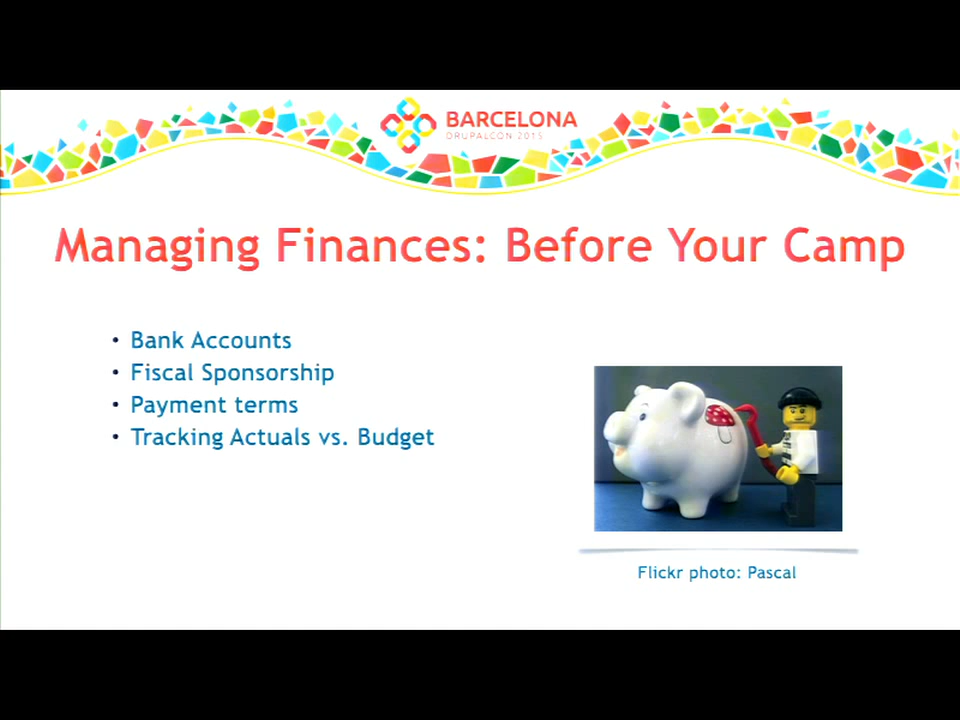 BARCELONA
DRUPALCON 2015
Managing Finances: Before Your Camp
• Bank Accounts
• Fiscal Sponsorship
• Payment terms
• Tracking Actuals vs. Budget
Flickr photo: Pascal